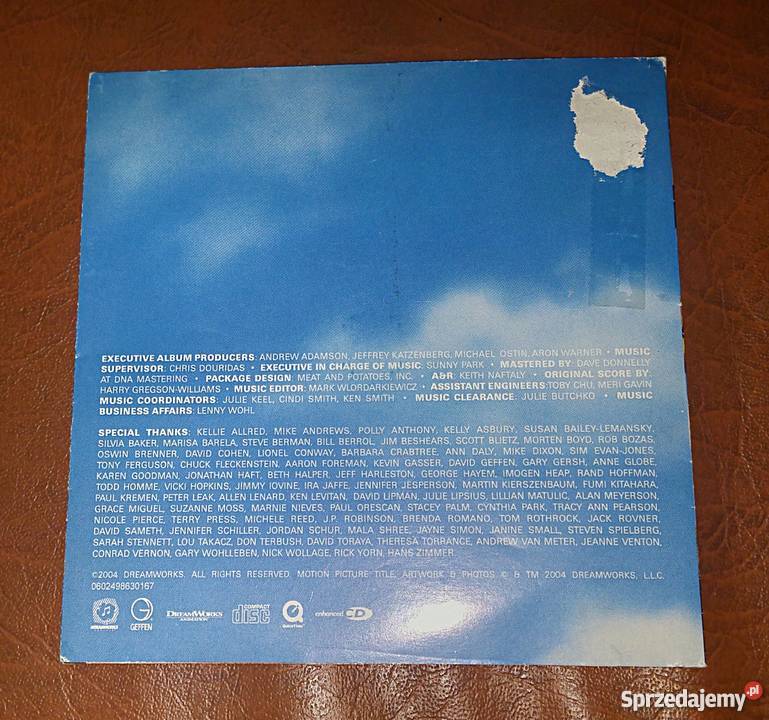 EXECUTIVE ALBUM PRODUCERS: ANDREW ADAMSON, JEFFREY KATZENBERG, MICHAEL OSTIN, ARON WARNER • MUSIC
SUPERVISOR: CHRIS DOURIDAS • EXECUTIVE IN CHARGE OF MUSIC: SUNNY PARK • MASTERED BY: DAVE DONNELLY
AT DNA MASTERING • PACKAGE DESIGN: MEAT AND POTATOES, INC. • A&R: KEITH NAFTALY • ORIGINAL SCORE BY:
HARRY GREGSON-WILLIAMS • MUSIC EDITOR: MARK WLORDARKIEWICZ • ASSISTANT ENGINEERS:TOBY CHU, MERI GAVIN
MUSIC COORDINATORS: JULIE KEEL, CINDI SMITH, KEN SMITH • MUSIC CLEARANCE: JULIE BUTCHKO • MUSIC
BUSINESS AFFAIRS: LENNY WOHL
SPECIAL THANKS: KELLIE ALLRED, MIKE ANDREWS, POLLY ANTHONY, KELLY ASBURY, SUSAN BAILEY-LEMANSKY,
SILVIA BAKER, MARISA BARELA, STEVE BERMAN, BILL BERROL, JIM BESHEARS, SCOTT BLIETZ, MORTEN BOYD, ROB BOZAS,
OSWIN BRENNER, DAVID COHEN, LIONEL CONWAY, BARBARA CRABTREE, ANN DALY, MIKE DIXON, SIM EVAN-JONES,
TONY FERGUSON, CHUCK FLECKENSTEIN, AARON FOREMAN, KEVIN GASSER, DAVID GEFFEN, GARY GERSH, ANNE GLOBE,
KAREN GOODMAN, JONATHAN HAFT, BETH HALPER, JEFF HARLESTON, GEORGE HAYEM, IMOGEN HEAP, RAND HOFFMAN,
TODD HOMME, VICKI HOPKINS, JIMMY IOVINE, IRA JAFFE, JENNIFER JESPERSEN, MARTIN KIERSZENBAUM, FUMI KITAHARA,
PAUL KREMEN, PETER LEAK, ALLEN LENARD, KEN LEVITAN, DAVID LIPMAN, JULIE LIPSIUS, LILLIAN MATULIC, ALAN MEYERSON,
GRACE MIGUEL, SUZANNE MOSS, MARNIE NIEVES, PAUL ORESCAN, STACEY PALM, CYNTHIA PARK, TRACY ANN PEARSON,
NICOLE PIERCE, TERRY PRESS, MICHELE REED, J.P. ROBINSON, BRENDA ROMANO, TOM ROTHROCK, JACK ROVNER,
DAVID SAMETH, JENNIFER SCHILLER, JORDAN SCHUR, MALA SHREE, JAYNE SIMON, JANINE SMALL, STEVEN SPIELBERG,
SARAH STENNETT, LOU TAKACZ, DON TERBUSH, DAVID TORAYA, THERESA TORRANCE, ANDREW VAN METER, JEANNE VENTON,
CONRAD VERNON, GARY WOHLLEBEN, NICK WOLLAGE, RICK YORN, HANS ZIMMER.
©2004 DREAMWORKS. ALL RIGHTS RESERVED. MOTION PICTURE TITLE, ARTWORK & PHOTOS © & TM 2004 DREAMWORKS, L.L.C.
0602498630167
DREAMWORKS GEFFEN DREAMWORKS ANIMATION COMPACT disc QuickTime enhanced CD
Sprzedajemy.pl